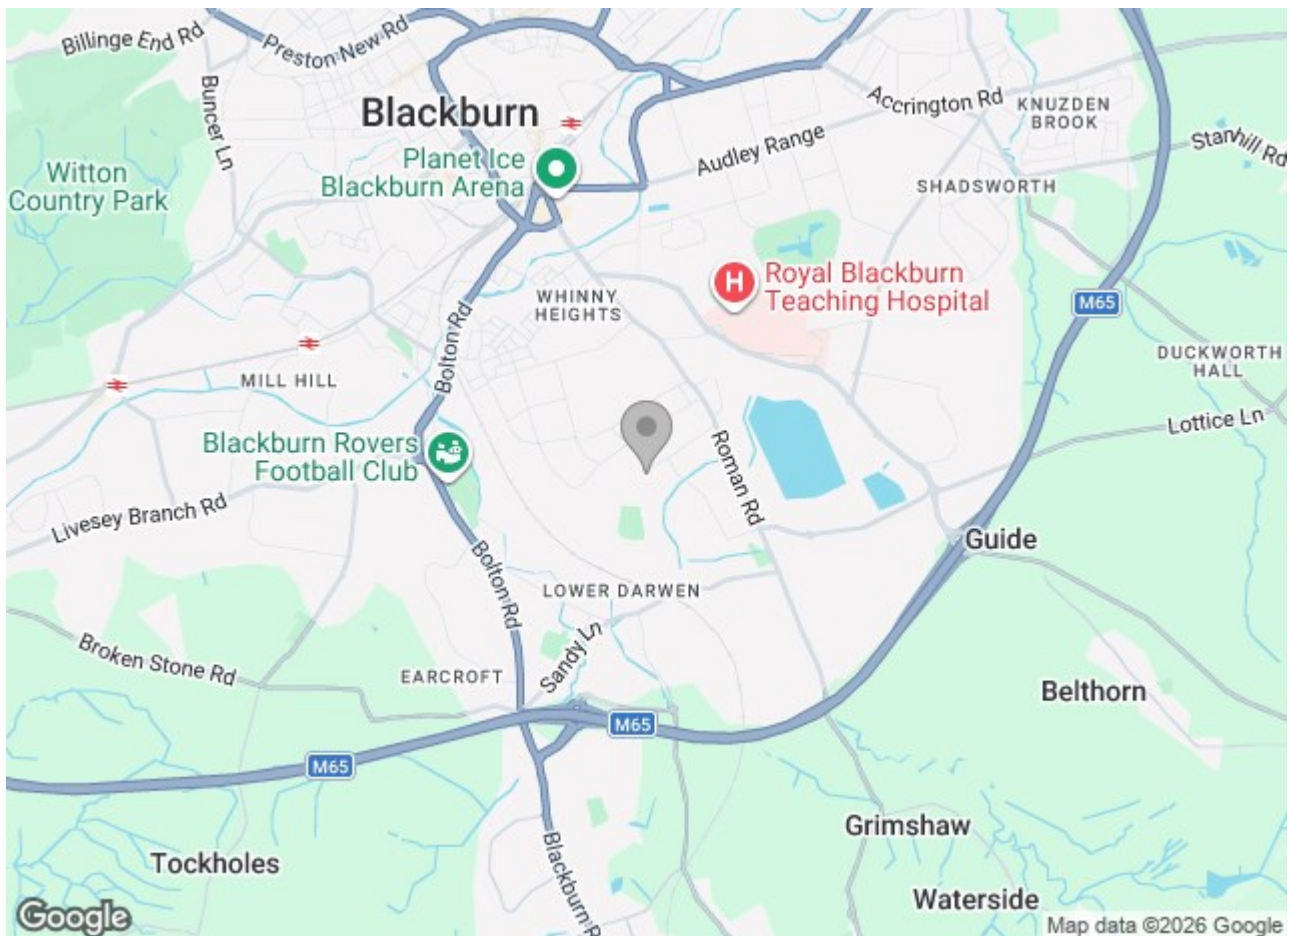 Billinge End Rd
Preston New Rd
Buncer Ln
Blackburn
Accrington Rd
KNUZDEN
BROOK
Audley Range
Stanhill Rd
Planet Ice
Blackburn Arena
Witton
Country Park
SHADSWORTH
WHINNY
HEIGHTS
H
Royal Blackburn
Teaching Hospital
M65
Bolton Rd
DUCKWORTH
HALL
MILL HILL
Lottice Ln
Blackburn Rovers
Football Club
Roman Rd
Livesey Branch Rd
Guide
Bolton Rd
LOWER DARWEN
Sandy Ln
Broken Stone Rd
EARCROFT
Belthorn
M65
M65
Grimshaw
Tockholes
Blackburn R
Waterside
Google
Map data ©2026 Google